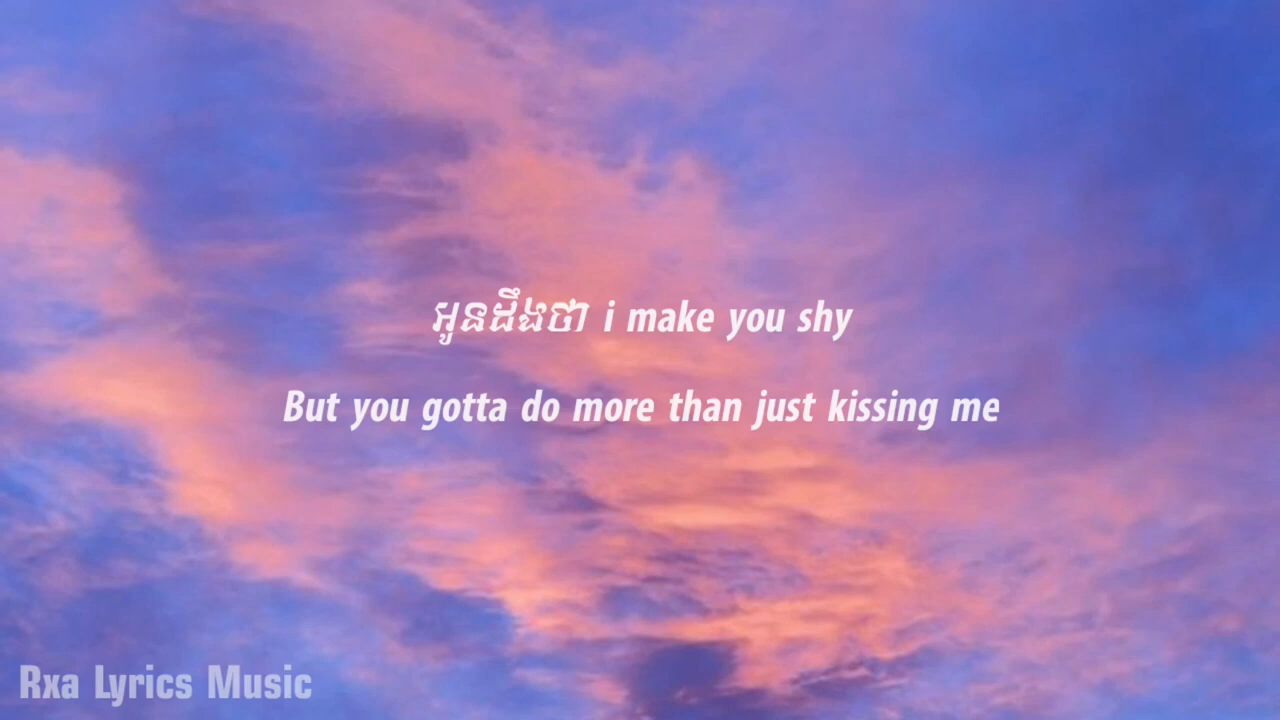 អូនដឹងថា i make you shy
But you gotta do more than just kissing me
Rxa Lyrics Music